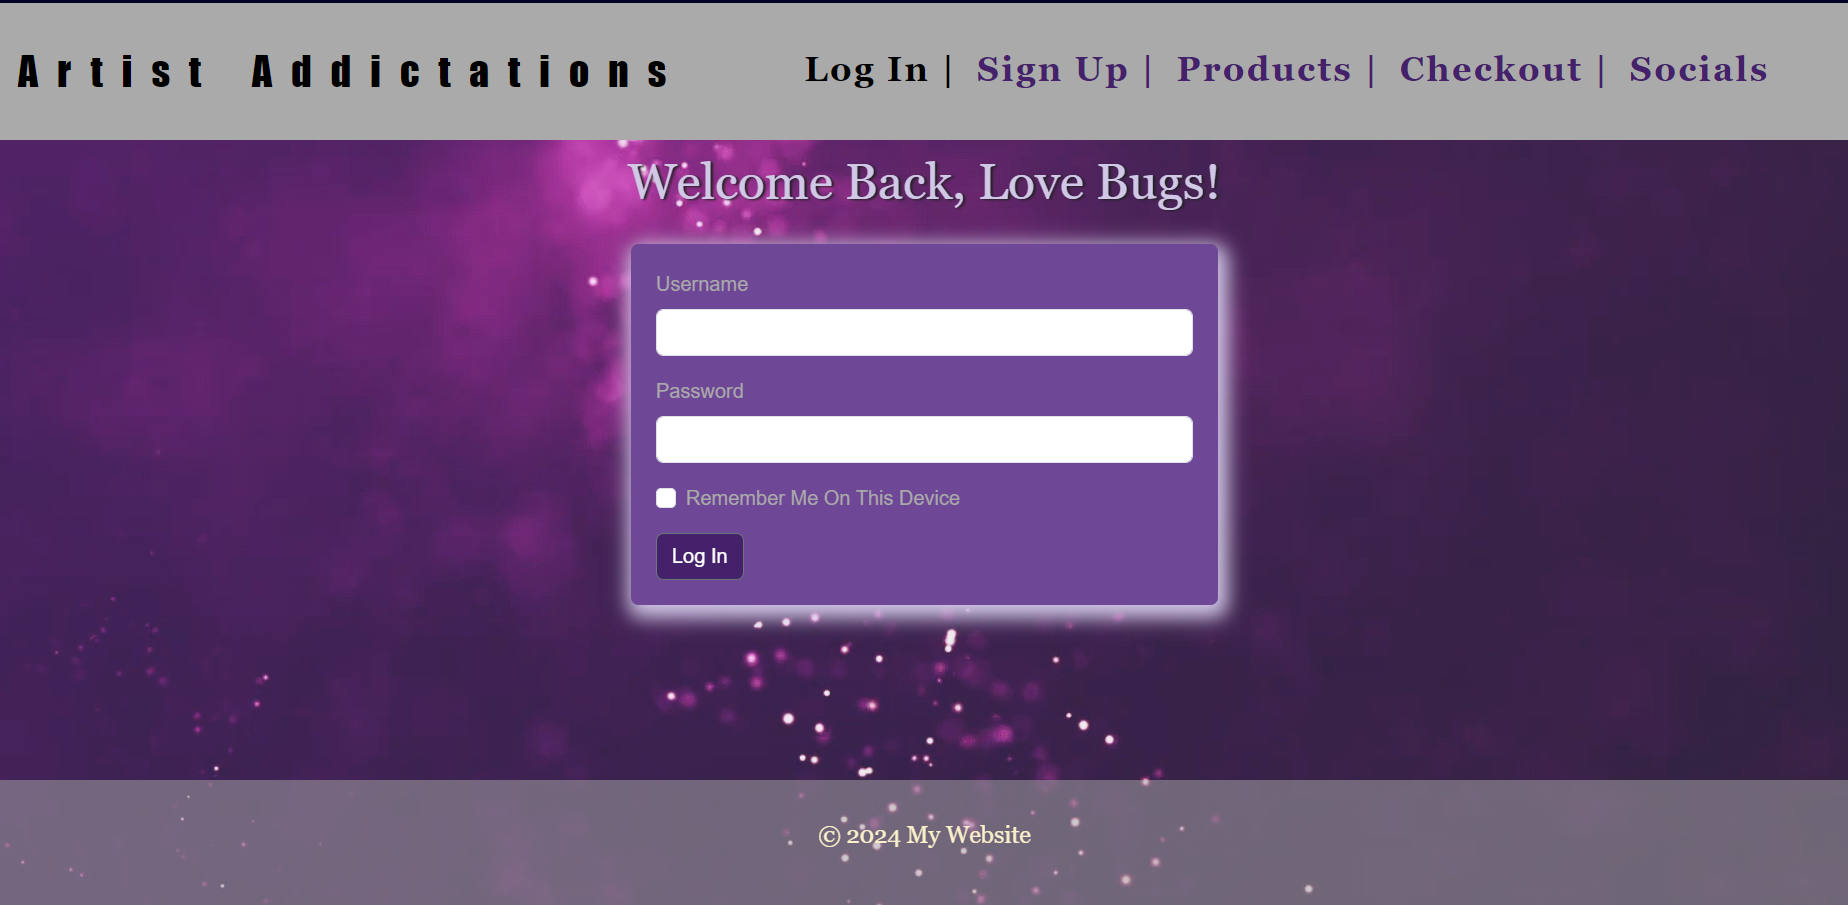 Artist Addictations
Log In | Sign Up | Products | Checkout | Socials
Welcome Back, Love Bugs!
Username
Password
Remember Me On This Device
Log In
© 2024 My Website